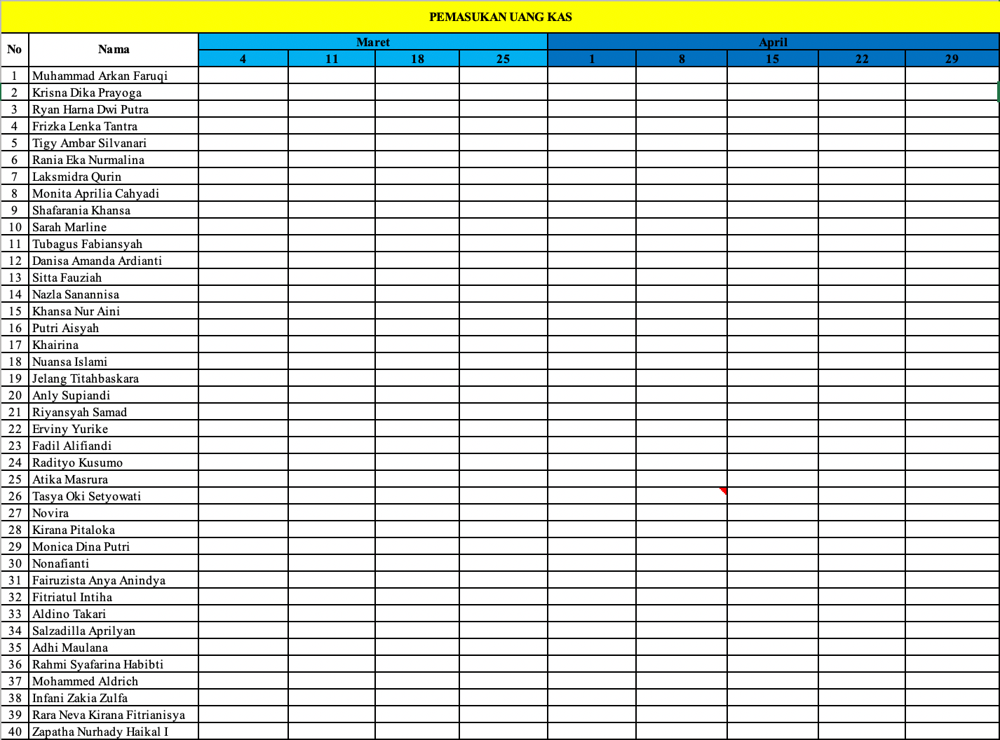 PEMASUKAN UANG KAS
No Nama Maret April
4 11 18 25 1 8 15 22 29
1 Muhammad Arkan Faruqi
2 Krisna Dika Prayoga
3 Ryan Harna Dwi Putra
4 Frizka Lenka Tantra
5 Tigy Ambar Silvanari
6 Rania Eka Nurmalina
7 Laksmidra Qurin
8 Monita Aprilia Cahyadi
9 Shafarania Khansa
10 Sarah Marline
11 Tubagus Fabiansyah
12 Danisa Amanda Ardianti
13 Sitta Fauziah
14 Nazla Sanannisa
15 Khansa Nur Aini
16 Putri Aisyah
17 Khairina
18 Nuansa Islami
19 Jelang Titahbaskara
20 Anly Supiandi
21 Riyansyah Samad
22 Erviny Yurike
23 Fadil Alifiandi
24 Radityo Kusumo
25 Atika Masrura
26 Tasya Oki Setyowati
27 Novira
28 Kirana Pitaloka
29 Monica Dina Putri
30 Nonafianti
31 Fairuzista Anya Anindya
32 Fitriatul Intiha
33 Aldino Takari
34 Salzadilla Aprilyan
35 Adhi Maulana
36 Rahmi Syafarina Habibti
37 Mohammed Aldrich
38 Infani Zakia Zulfa
39 Rara Neva Kirana Fitrianisya
40 Zapatha Nurhady Haikal I